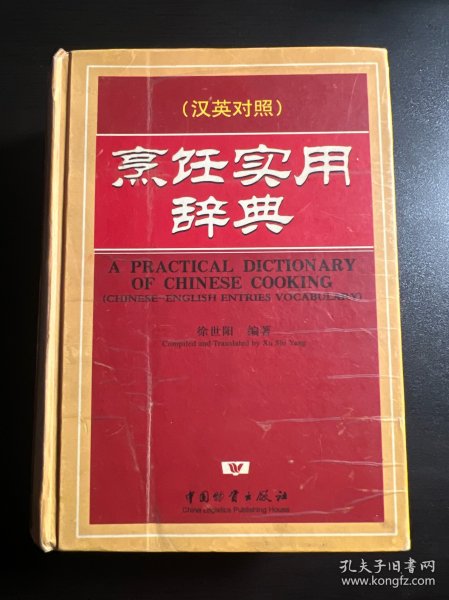 （汉英对照）
烹饪实用
辞典
A PRACTICAL DICTIONARY
OF CHINESE COOKING
(CHINESE-ENGLISH ENTRIES VOCABULARY)
徐世阳 编著
Compiled and Translated by Xu Shi Yang
中国物资出版社
China Logistics Publishing House
孔夫子旧书网
www.kongfz.com